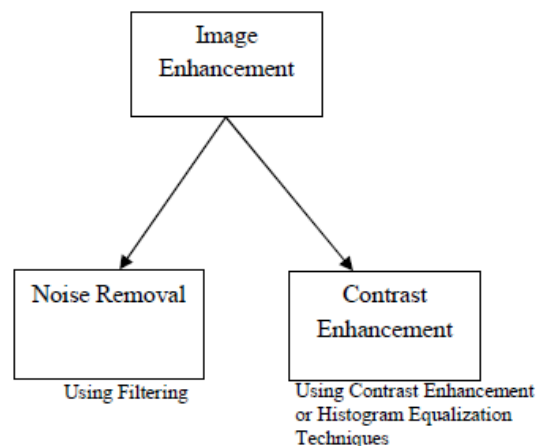 Image
Enhancement
Noise Removal
Using Filtering
Contrast
Enhancement
Using Contrast Enhancement
or Histogram Equalization
Techniques